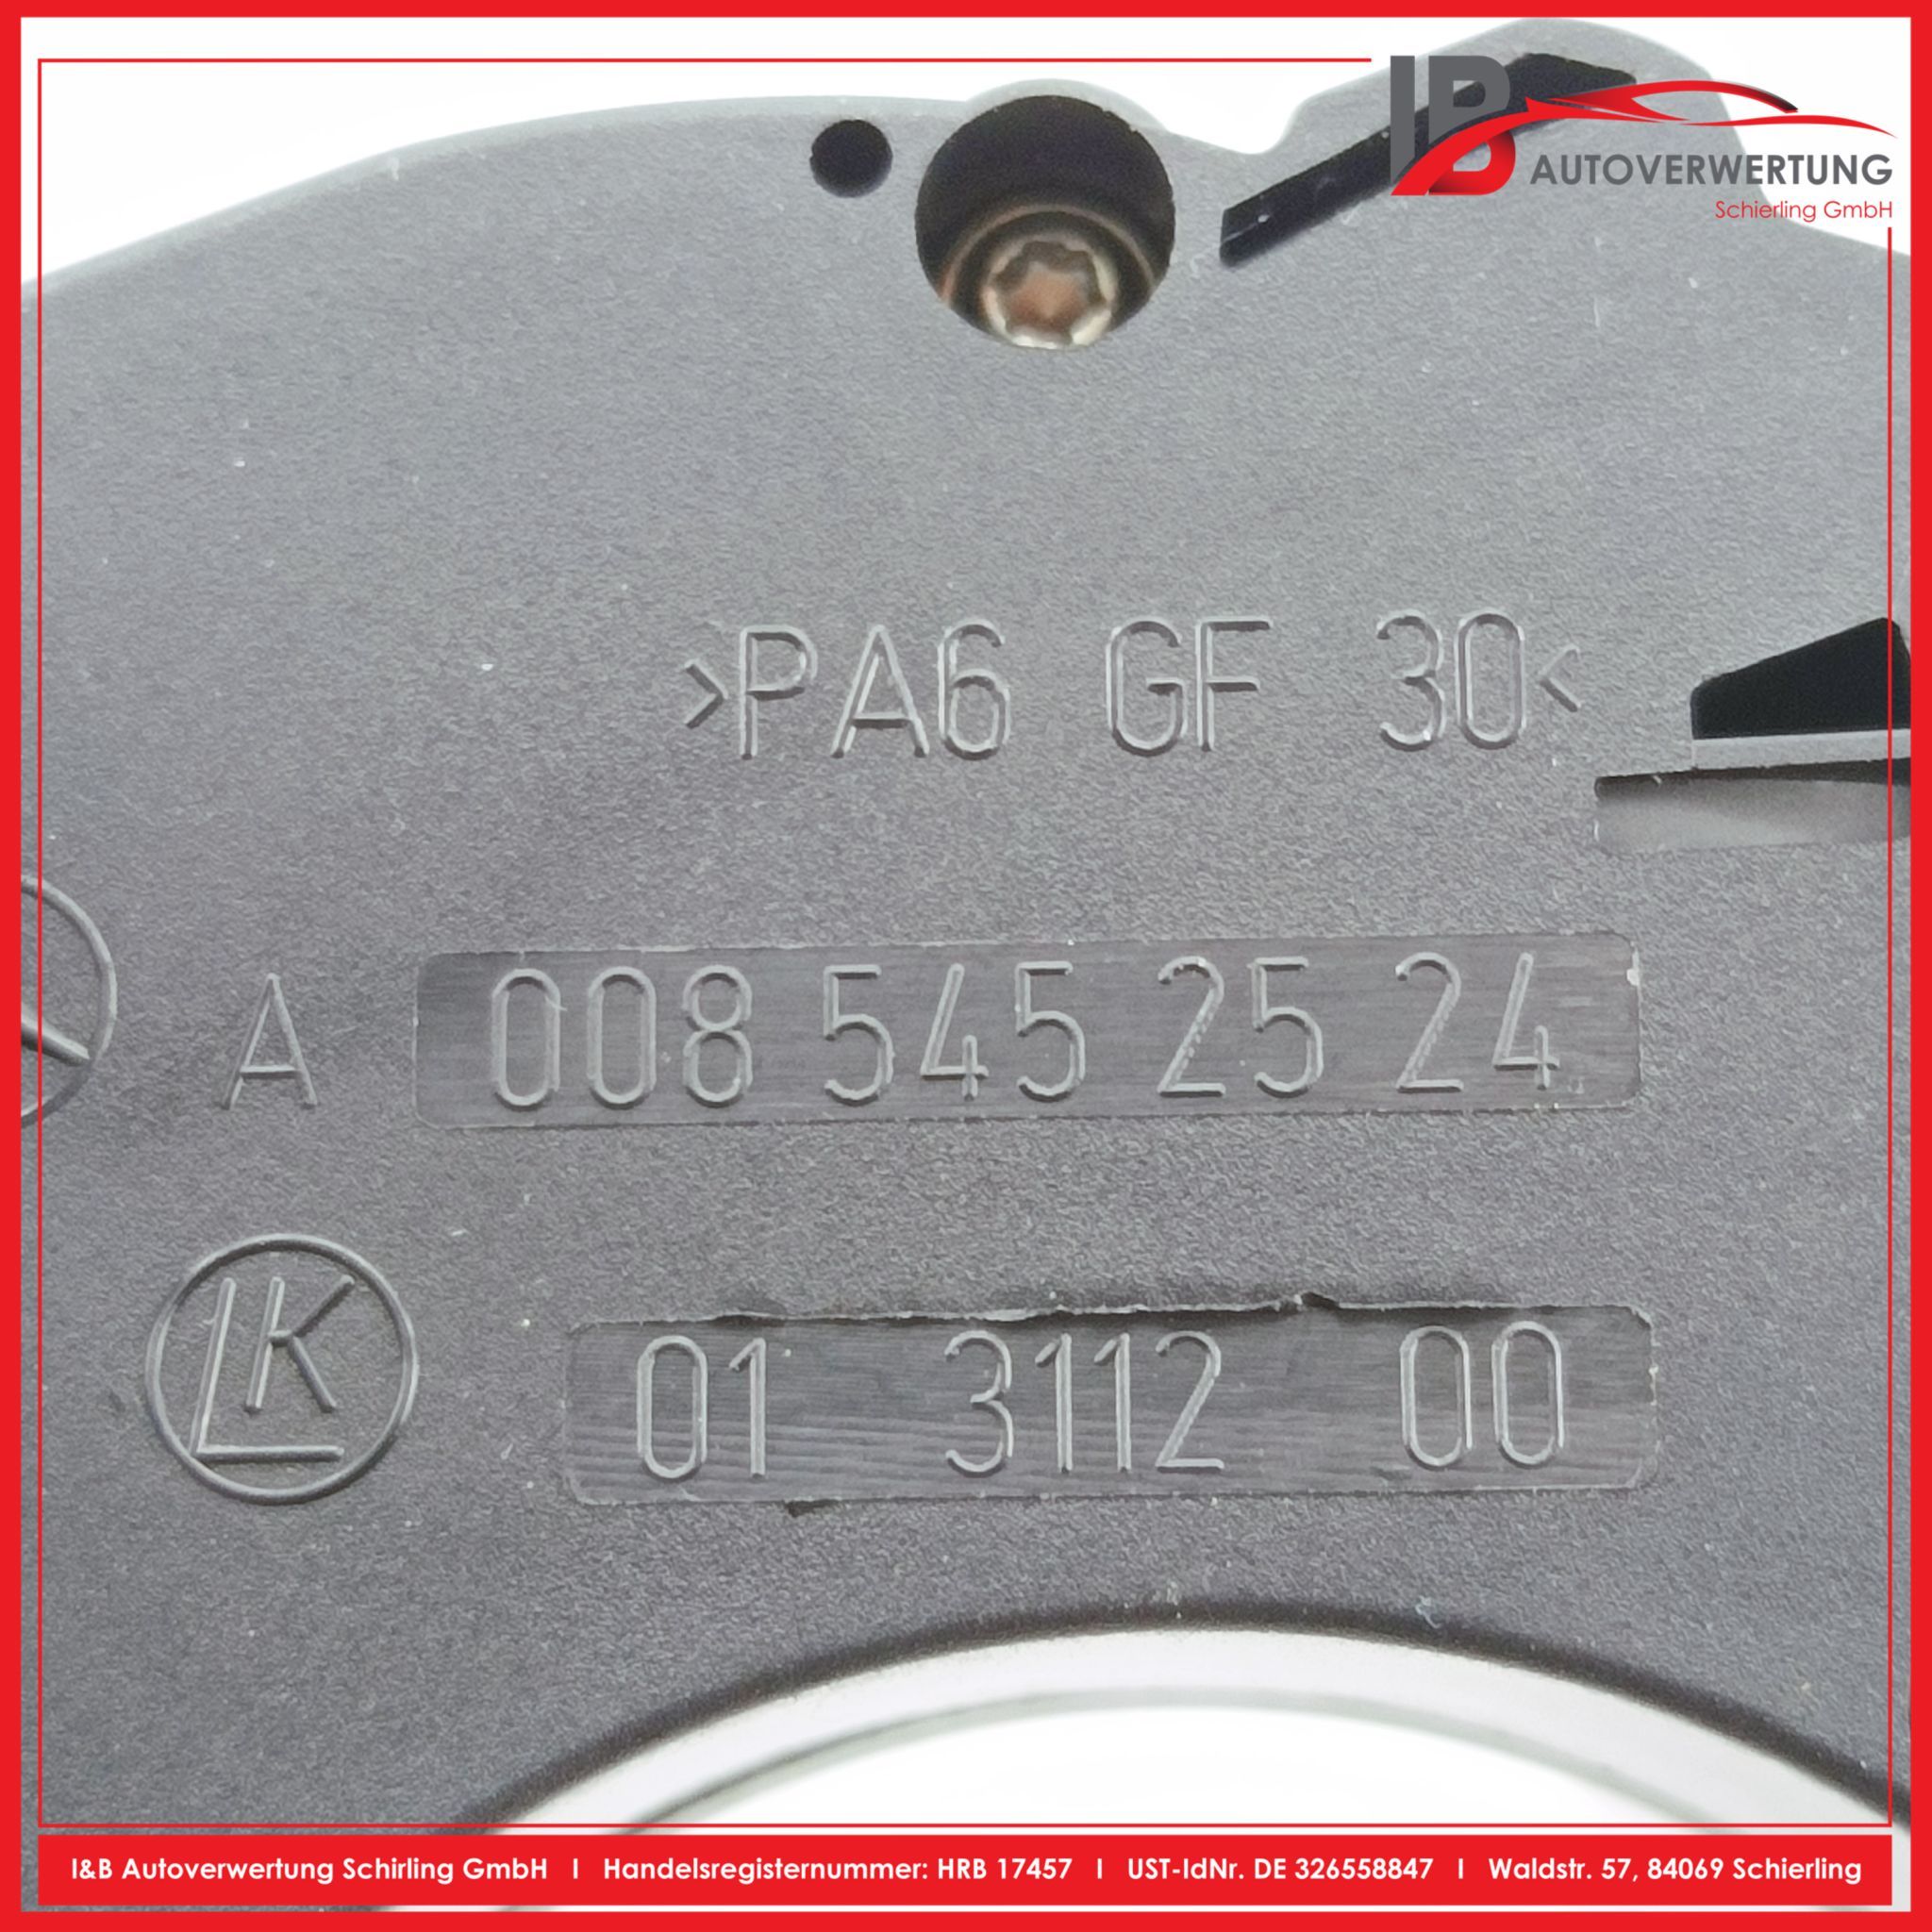 IB
AUTOVERWERTUNG
Schierling GmbH
>PA6 GF 30<
A 008 545 25 24
LK 01 3112 00
I&B Autoverwertung Schirling GmbH I Handelsregisternummer: HRB 17457 I UST-IdNr. DE 326558847 I Waldstr. 57, 84069 Schierling